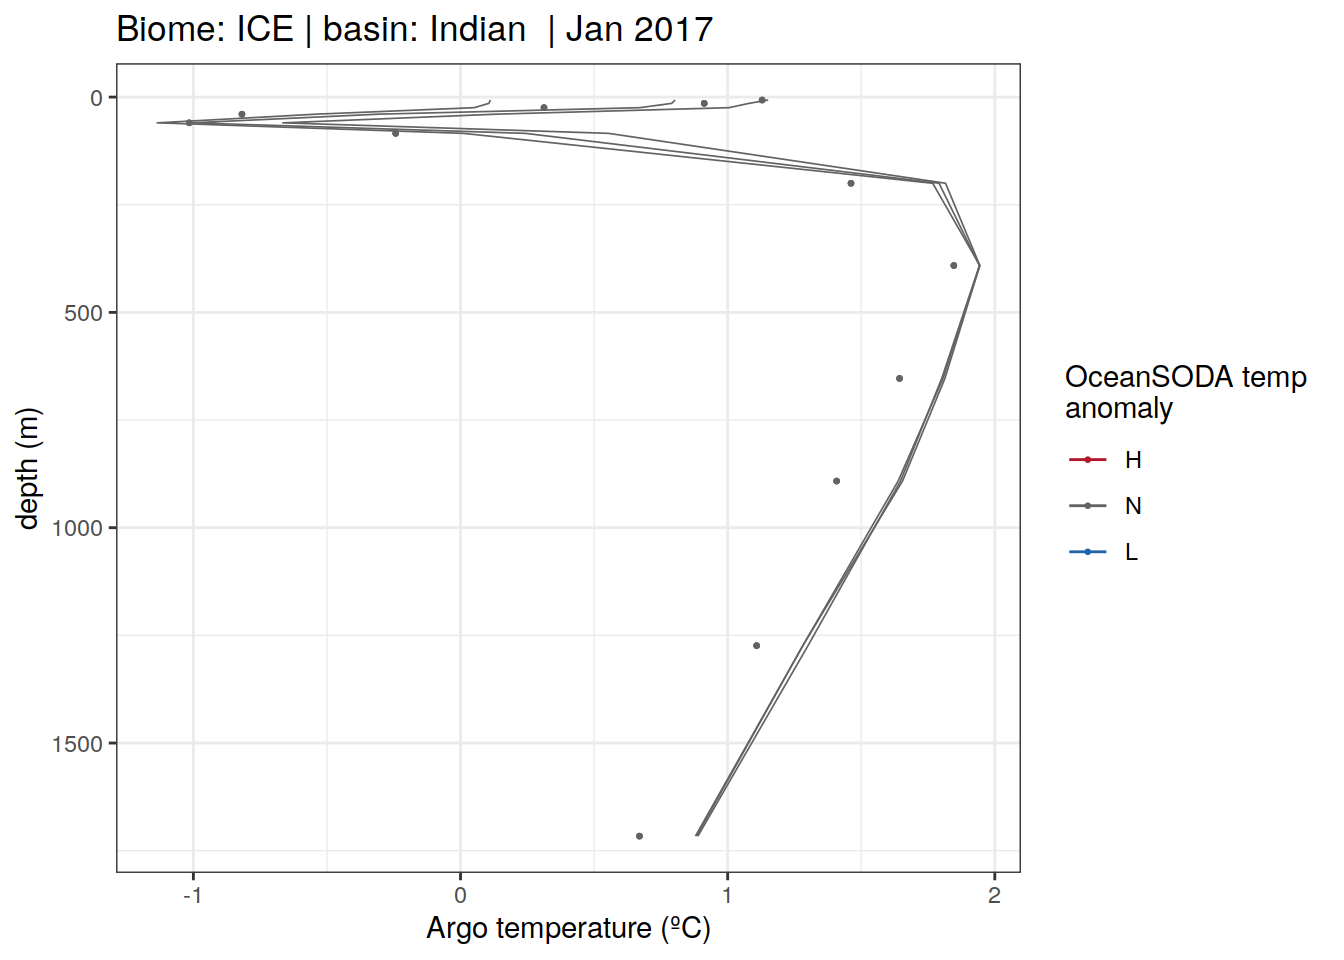 Biome: ICE | basin: Indian  | Jan 2017
0
500
1000
1500
depth (m)
-1
0
1
2
Argo temperature (ºC)
OceanSODA temp
anomaly
H
N
L